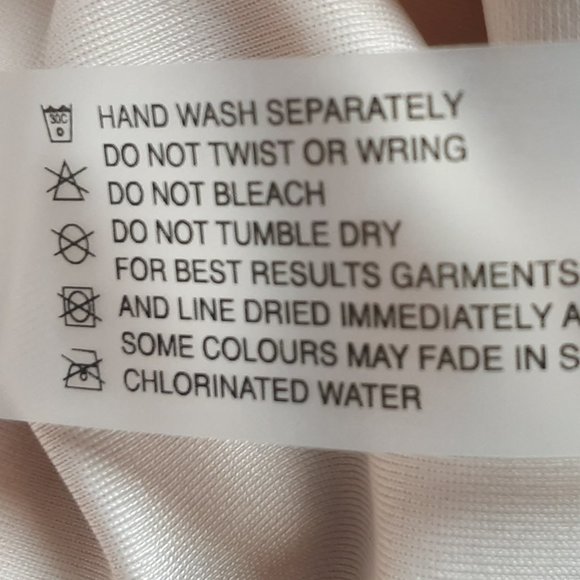 30C
HAND WASH SEPARATELY
DO NOT TWIST OR WRING
DO NOT BLEACH
DO NOT TUMBLE DRY
FOR BEST RESULTS GARMENTS
AND LINE DRIED IMMEDIATELY A
SOME COLOURS MAY FADE IN S
CHLORINATED WATER